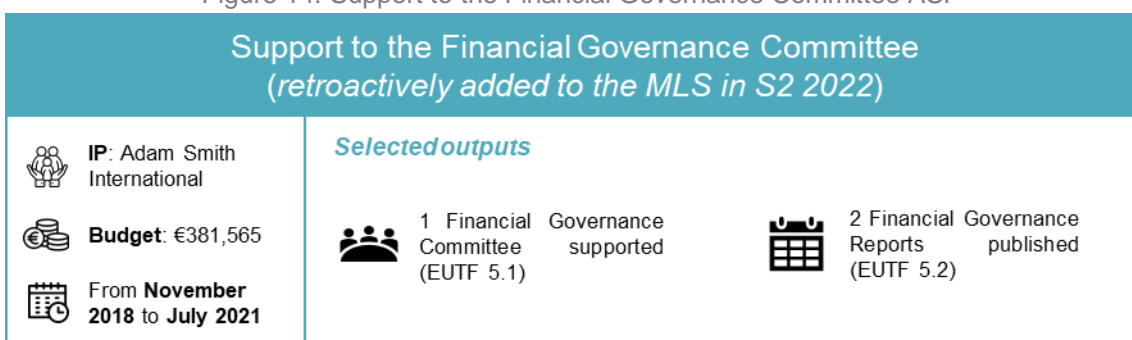 Support to the Financial Governance Committee
(retroactively added to the MLS in S2 2022)
IP: Adam Smith
International
Budget: €381,565
From November
2018 to July 2021
Selected outputs
1 Financial Governance
Committee supported
(EUTF 5.1)
2 Financial Governance
Reports published
(EUTF 5.2)